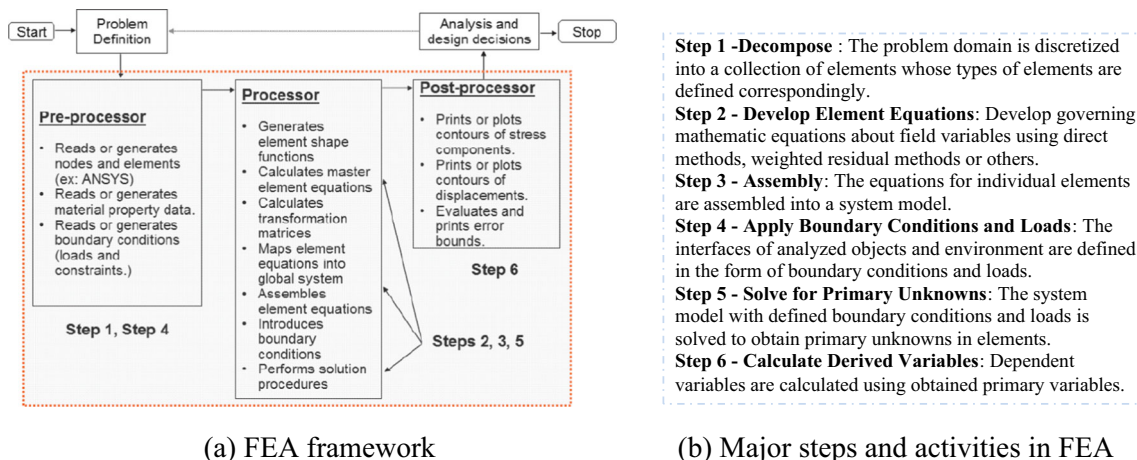 Start
Problem
Definition
Analysis and
design decisions
Stop
Pre-processor
• Reads or generates
nodes and elements
(ex: ANSYS)
• Reads or generates
material property data.
• Reads or generates
boundary conditions
(loads and
constraints.)
Step 1, Step 4
Processor
• Generates
element shape
functions
• Calculates master
element equations
• Calculates
transformation
matrices
• Maps element
equations into
global system
• Assembles
element equations
• Introduces
boundary
conditions
• Performs solution
procedures
Steps 2, 3, 5
Post-processor
• Prints or plots
contours of stress
components.
• Prints or plots
contours of
displacements.
• Evaluates and
prints error
bounds.
Step 6
(a) FEA framework
Step 1 -Decompose : The problem domain is discretized
into a collection of elements whose types of elements are
defined correspondingly.
Step 2 - Develop Element Equations: Develop governing
mathematic equations about field variables using direct
methods, weighted residual methods or others.
Step 3 - Assembly: The equations for individual elements
are assembled into a system model.
Step 4 - Apply Boundary Conditions and Loads: The
interfaces of analyzed objects and environment are defined
in the form of boundary conditions and loads.
Step 5 - Solve for Primary Unknowns: The system
model with defined boundary conditions and loads is
solved to obtain primary unknowns in elements.
Step 6 - Calculate Derived Variables: Dependent
variables are calculated using obtained primary variables.
(b) Major steps and activities in FEA